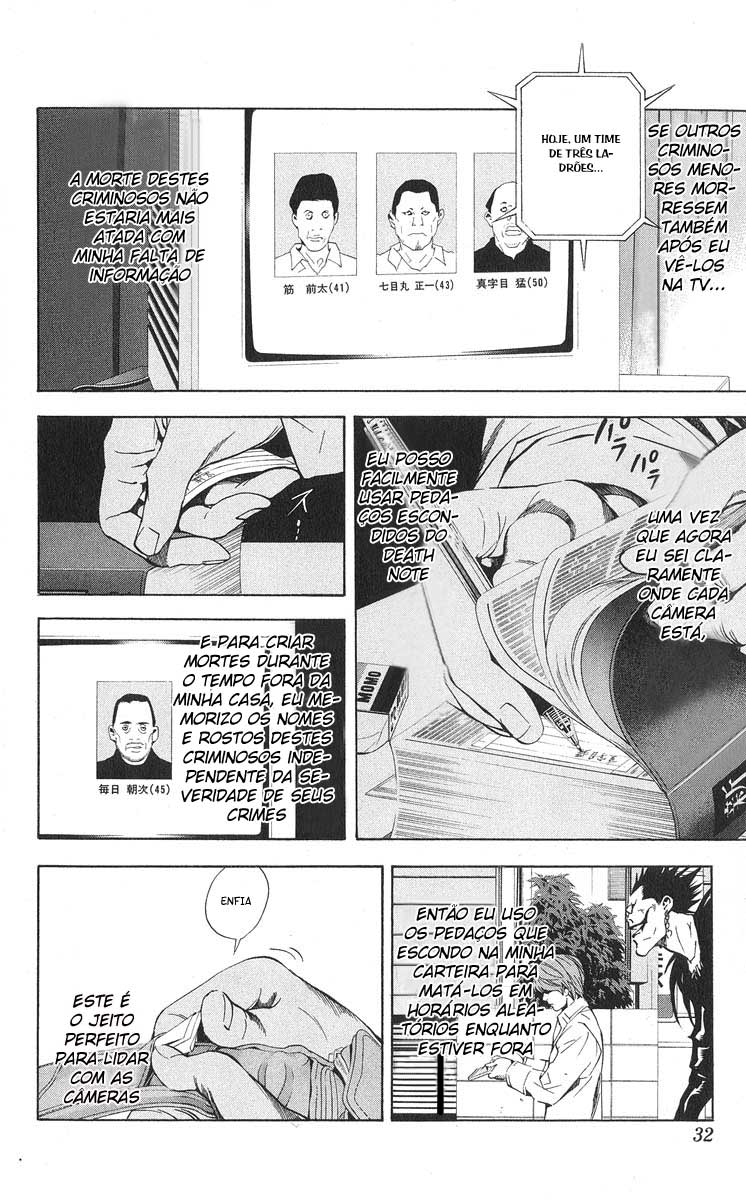 HOJE, UM TIME
DE TRÊS LA-
DRÕES...
SE OUTROS
CRIMINO-
SOS MENO-
RES MOR-
RESSEM
TAMBÉM
APÓS EU
VÊ-LOS
NA TV...
A MORTE DESTES
CRIMINOSOS NÃO
ESTARIA MAIS
ATADA COM
MINHA FALTA DE
INFORMAÇÃO
筋 前太(41)
七目丸 正一(43)
真字目 猛(50)
パラ
パラ
UMA VEZ
QUE AGORA
EU SEI CLA-
RAMENTE
ONDE CADA
CÂMERA
ESTÁ,
EU POSSO
FACILMENTE
USAR PEDA-
ÇOS ESCON-
DIDOS DO
DEATH
NOTE
MOMO
E PARA CRIAR
MORTES DURANTE
O TEMPO FORA DA
MINHA CASA, EU ME-
MORIZO OS NOMES
E ROSTOS DESTES
CRIMINOSOS INDE-
PENDENTE DA SE-
VERIDADE DE SEUS
CRIMES
毎日 朝次(45)
ENTÃO EU USO
OS PEDAÇOS QUE
ESCONDO NA MINHA
CARTEIRA PARA
MATÁ-LOS EM
HORÁRIOS ALEA-
TÓRIOS ENQUANTO
ESTIVER FORA
ENFIA
ESTE É
O JEITO
PERFEITO
PARA LIDAR
COM AS
CÂMERAS
32